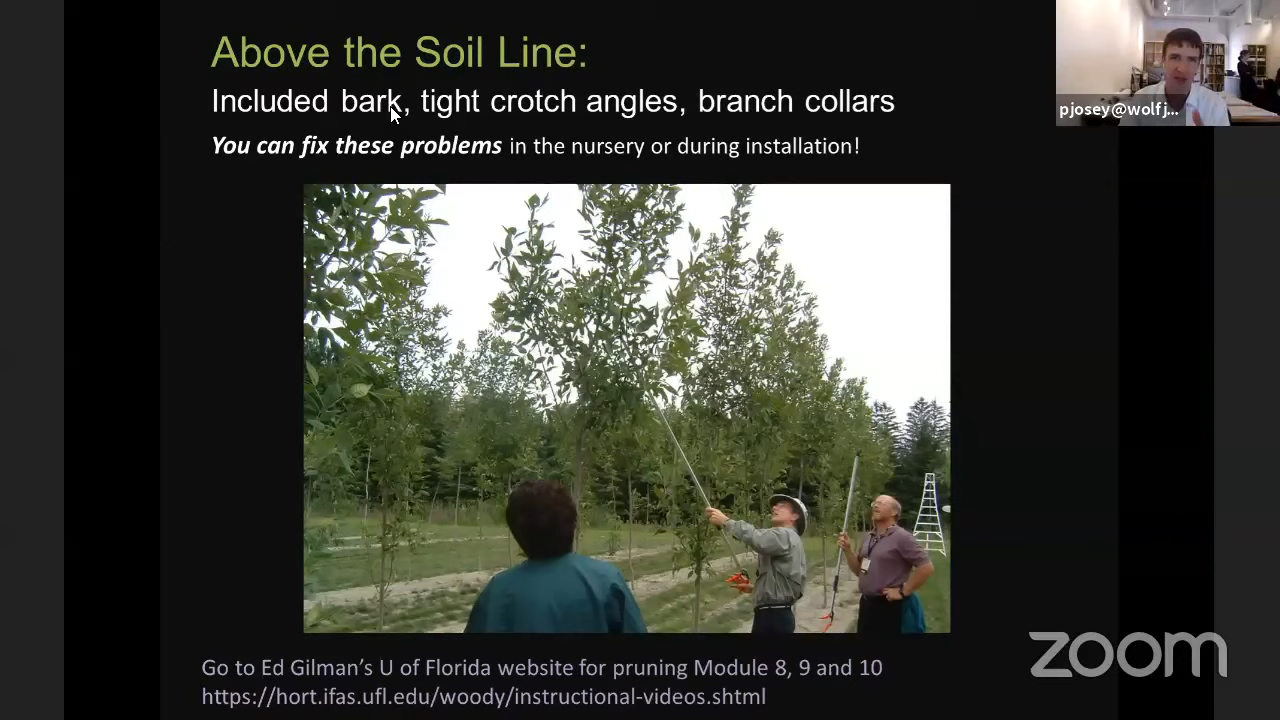 Above the Soil Line:
Included bark, tight crotch angles, branch collars
You can fix these problems in the nursery or during installation!
pjosey@wolfj...
Go to Ed Gilman's U of Florida website for pruning Module 8, 9 and 10
https://hort.ifas.ufl.edu/woody/instructional-videos.shtml
zoom